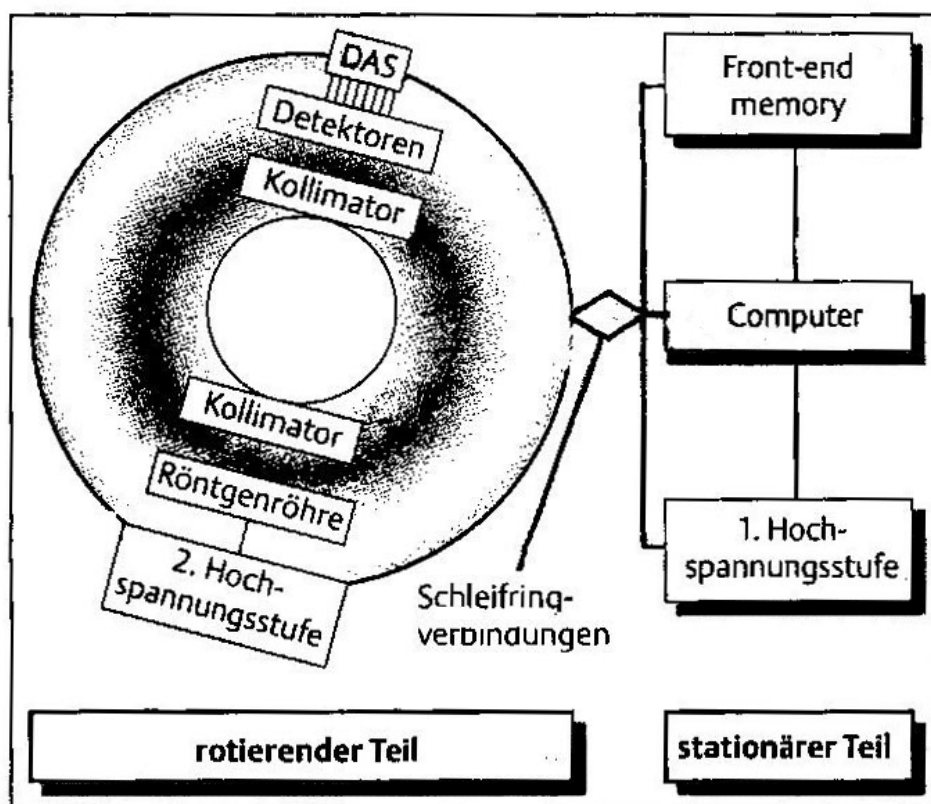 DAS
Detektoren
Kollimator
Kollimator
Röntgenröhre
2. Hoch-
spannungsstufe
Schleifring-
verbindungen
Front-end
memory
Computer
1. Hoch-
spannungsstufe
rotierender Teil
stationärer Teil